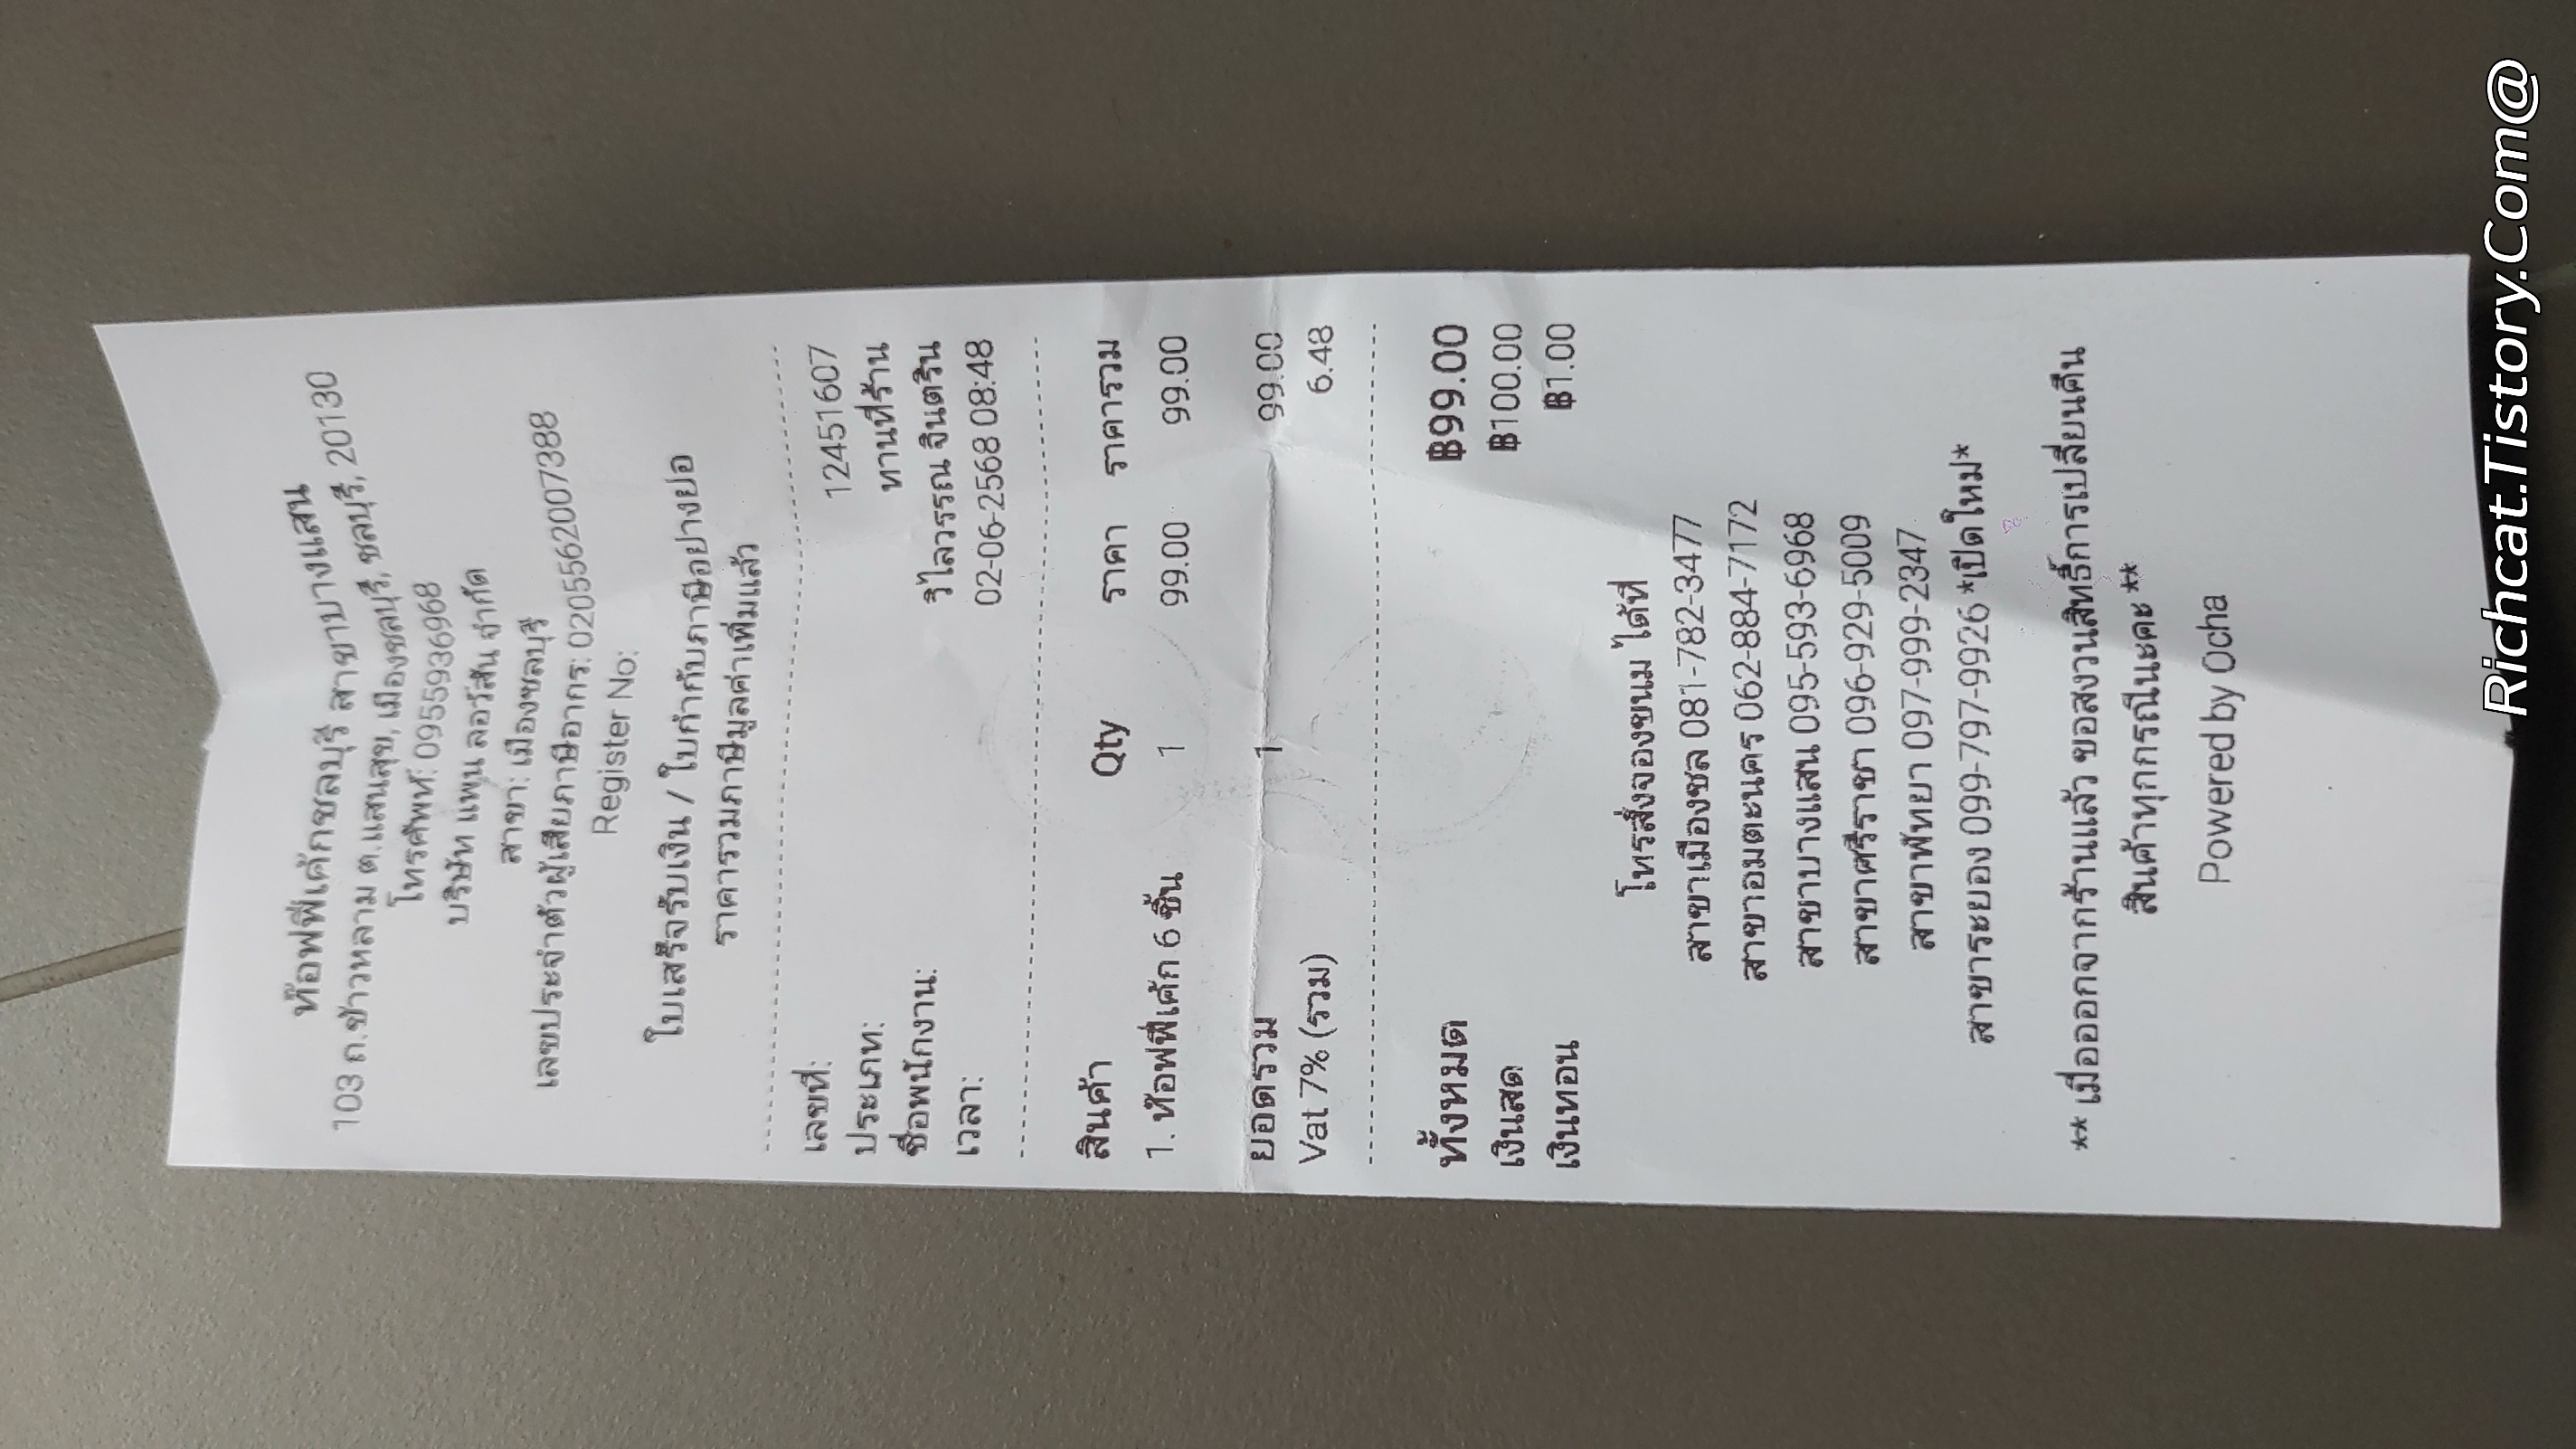 ท๊อฟฟี่เค้กชลบุรี สาขาบางแสน
103 ถ.ข้าวหลาม ต.แสนสุข, เมืองชลบุรี, ชลบุรี, 20130
โทรศัพท์: 0955936968
บริษัท แพุน ลอวัสัน จำกัด
สาขา: เมืองชลบุรี
เลขประจำตัวผู้เสียภาษีอากร: 0205562007388
Register No:
ใบเสร็จรับเงิน / ใบกำกับภาษีอย่างย่อ
ราคารวมภาษีมูลค่าเพิ่มแล้ว
เลขที่: 12451607
ประเภท: ทานที่ร้าน
ชื่อพนักงาน: วิไลวรรณ จินตริน
เวลา: 02-06-2568 08:48
สินค้า Qty ราคา ราคารวม
1. ท๊อฟฟี่เค้ก 6 ชิ้น 1 99.00 99.00
ยอดรวม 1 99.00
Vat 7% (รวม) 6.48
ทั้งหมด ฿99.00
เงินสด ฿100.00
เงินทอน ฿1.00
โทรสั่งจองขนม ได้ที่
สาขาเมืองชล 081-782-3477
สาขาอมตะนคร 062-884-7172
สาขาบางแสน 095-593-6968
สาขาศรีราชา 096-929-5009
สาขาพัทยา 097-999-2347
สาขาระยอง 099-797-9926 *เปิดใหม่*
** เมื่อออกจากร้านแล้ว ขอสงวนสิทธิ์การเปลี่ยนคืน
สินค้าทุกกรณีนะคะ **
Powered by Ocha
Richcat.Tistory.Com@